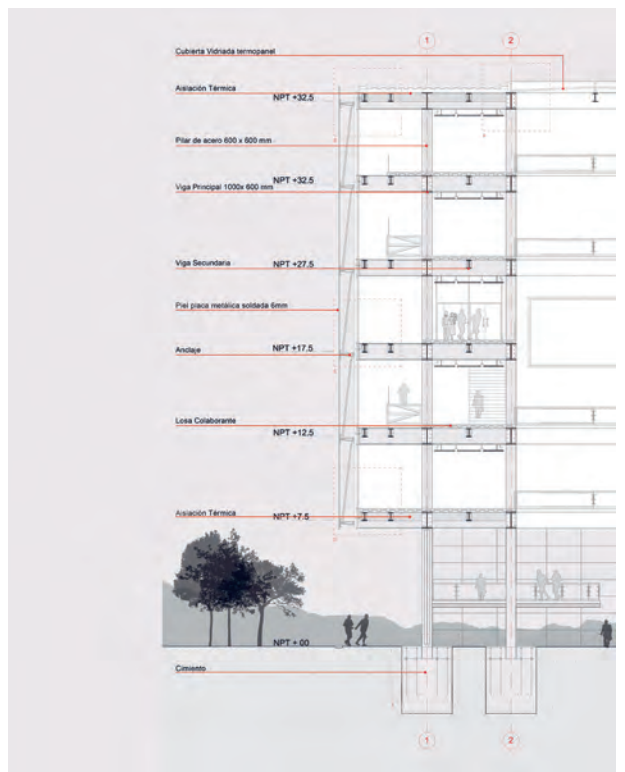 1 2
Cubierta Vidriada termopanel
Aislación Térmica
NPT +32.5
Pilar de acero 600 x 600 mm
NPT +32.5
Viga Principal 1000x 600 mm
Viga Secundaria
NPT +27.5
Piel placa metálica soldada 6mm
Anclaje
NPT +17.5
Losa Colaborante
NPT +12.5
Aislación Térmica
NPT +7.5
NPT + 00
Cimiento
1 2